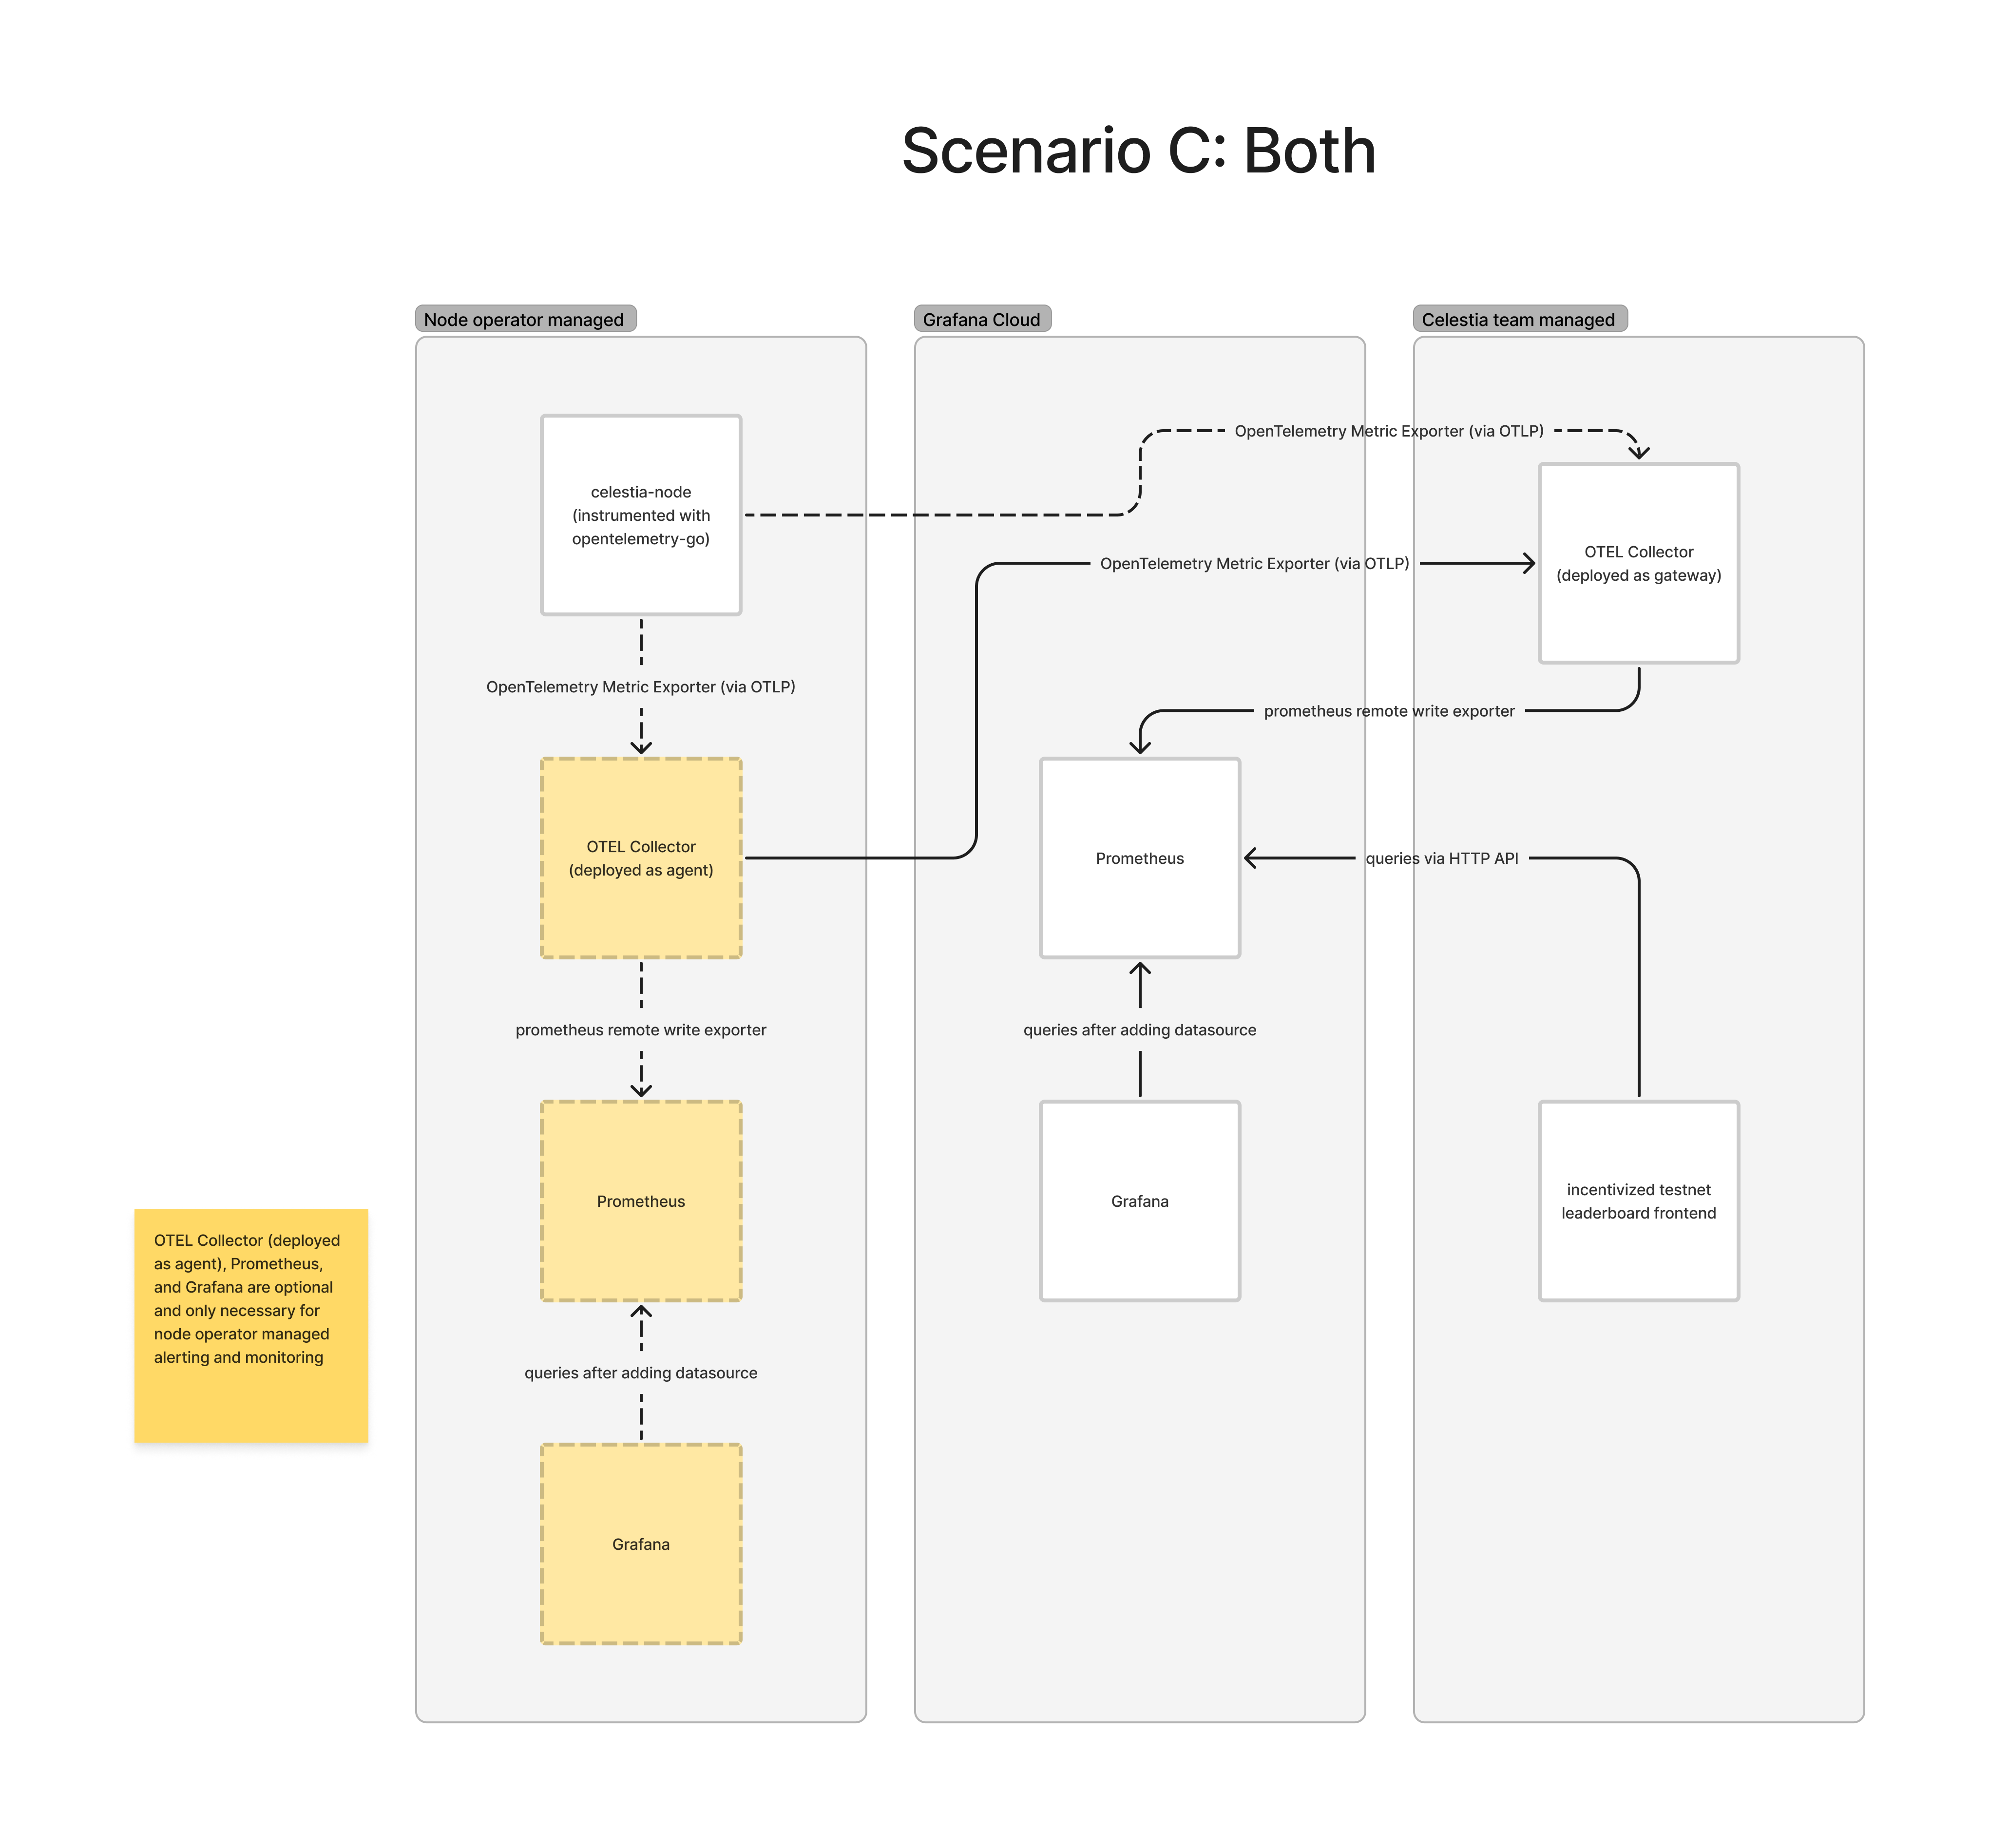 Scenario C: Both
Node operator managed
Grafana Cloud
Celestia team managed
celestia-node
(instrumented with
opentelemetry-go)
OpenTelemetry Metric Exporter (via OTLP)
OpenTelemetry Metric Exporter (via OTLP)
OTEL Collector
(deployed as gateway)
OpenTelemetry Metric Exporter (via OTLP)
prometheus remote write exporter
OTEL Collector
(deployed as agent)
Prometheus
queries via HTTP API
prometheus remote write exporter
queries after adding datasource
Prometheus
Grafana
incentivized testnet
leaderboard frontend
OTEL Collector (deployed
as agent), Prometheus,
and Grafana are optional
and only necessary for
node operator managed
alerting and monitoring
queries after adding datasource
Grafana